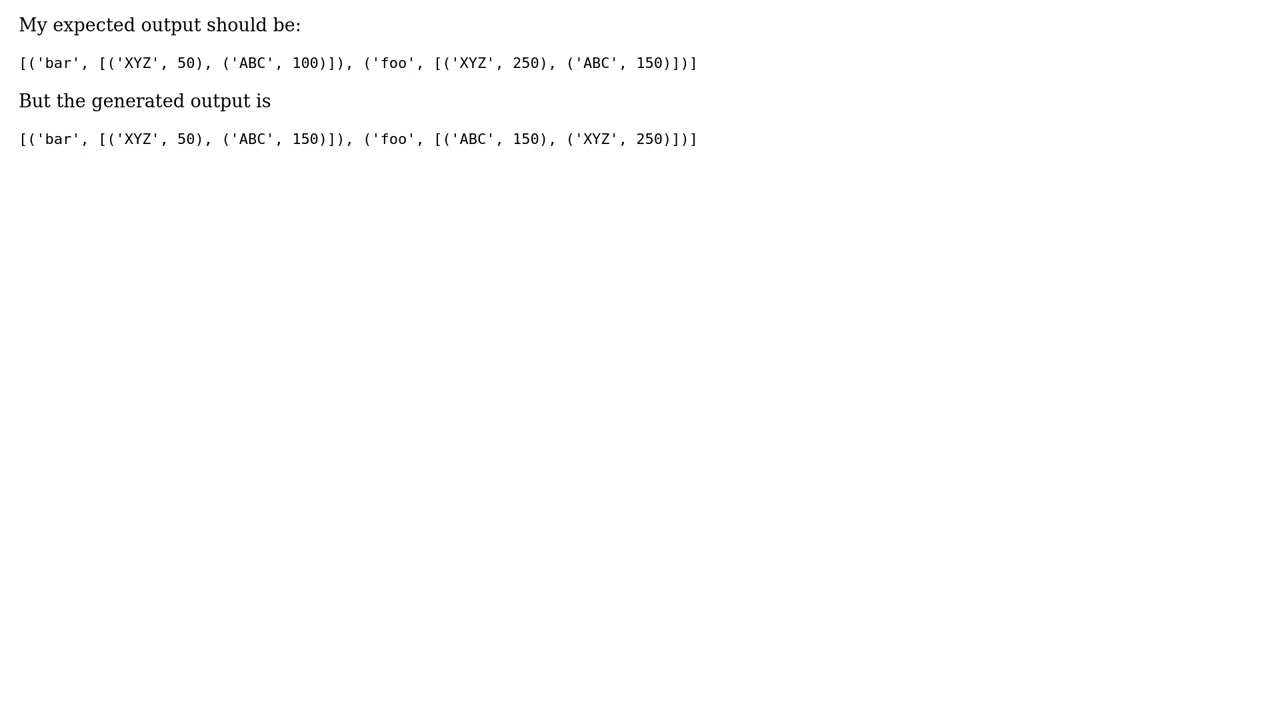 My expected output should be:
[('bar', [('XYZ', 50), ('ABC', 100)]), ('foo', [('XYZ', 250), ('ABC', 150)])]
But the generated output is
[('bar', [('XYZ', 50), ('ABC', 150)]), ('foo', [('ABC', 150), ('XYZ', 250)])]